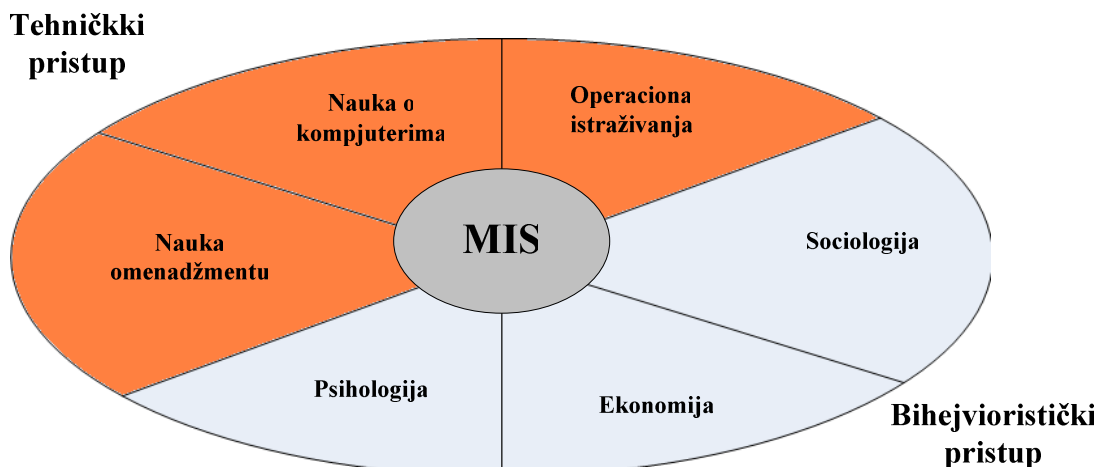 Tehničkki
pristup
Nauka o
kompjuterima
Operaciona
istraživanja
Nauka
omenadžmentu
MIS
Sociologija
Psihologija
Ekonomija
Bihejvioristički
pristup